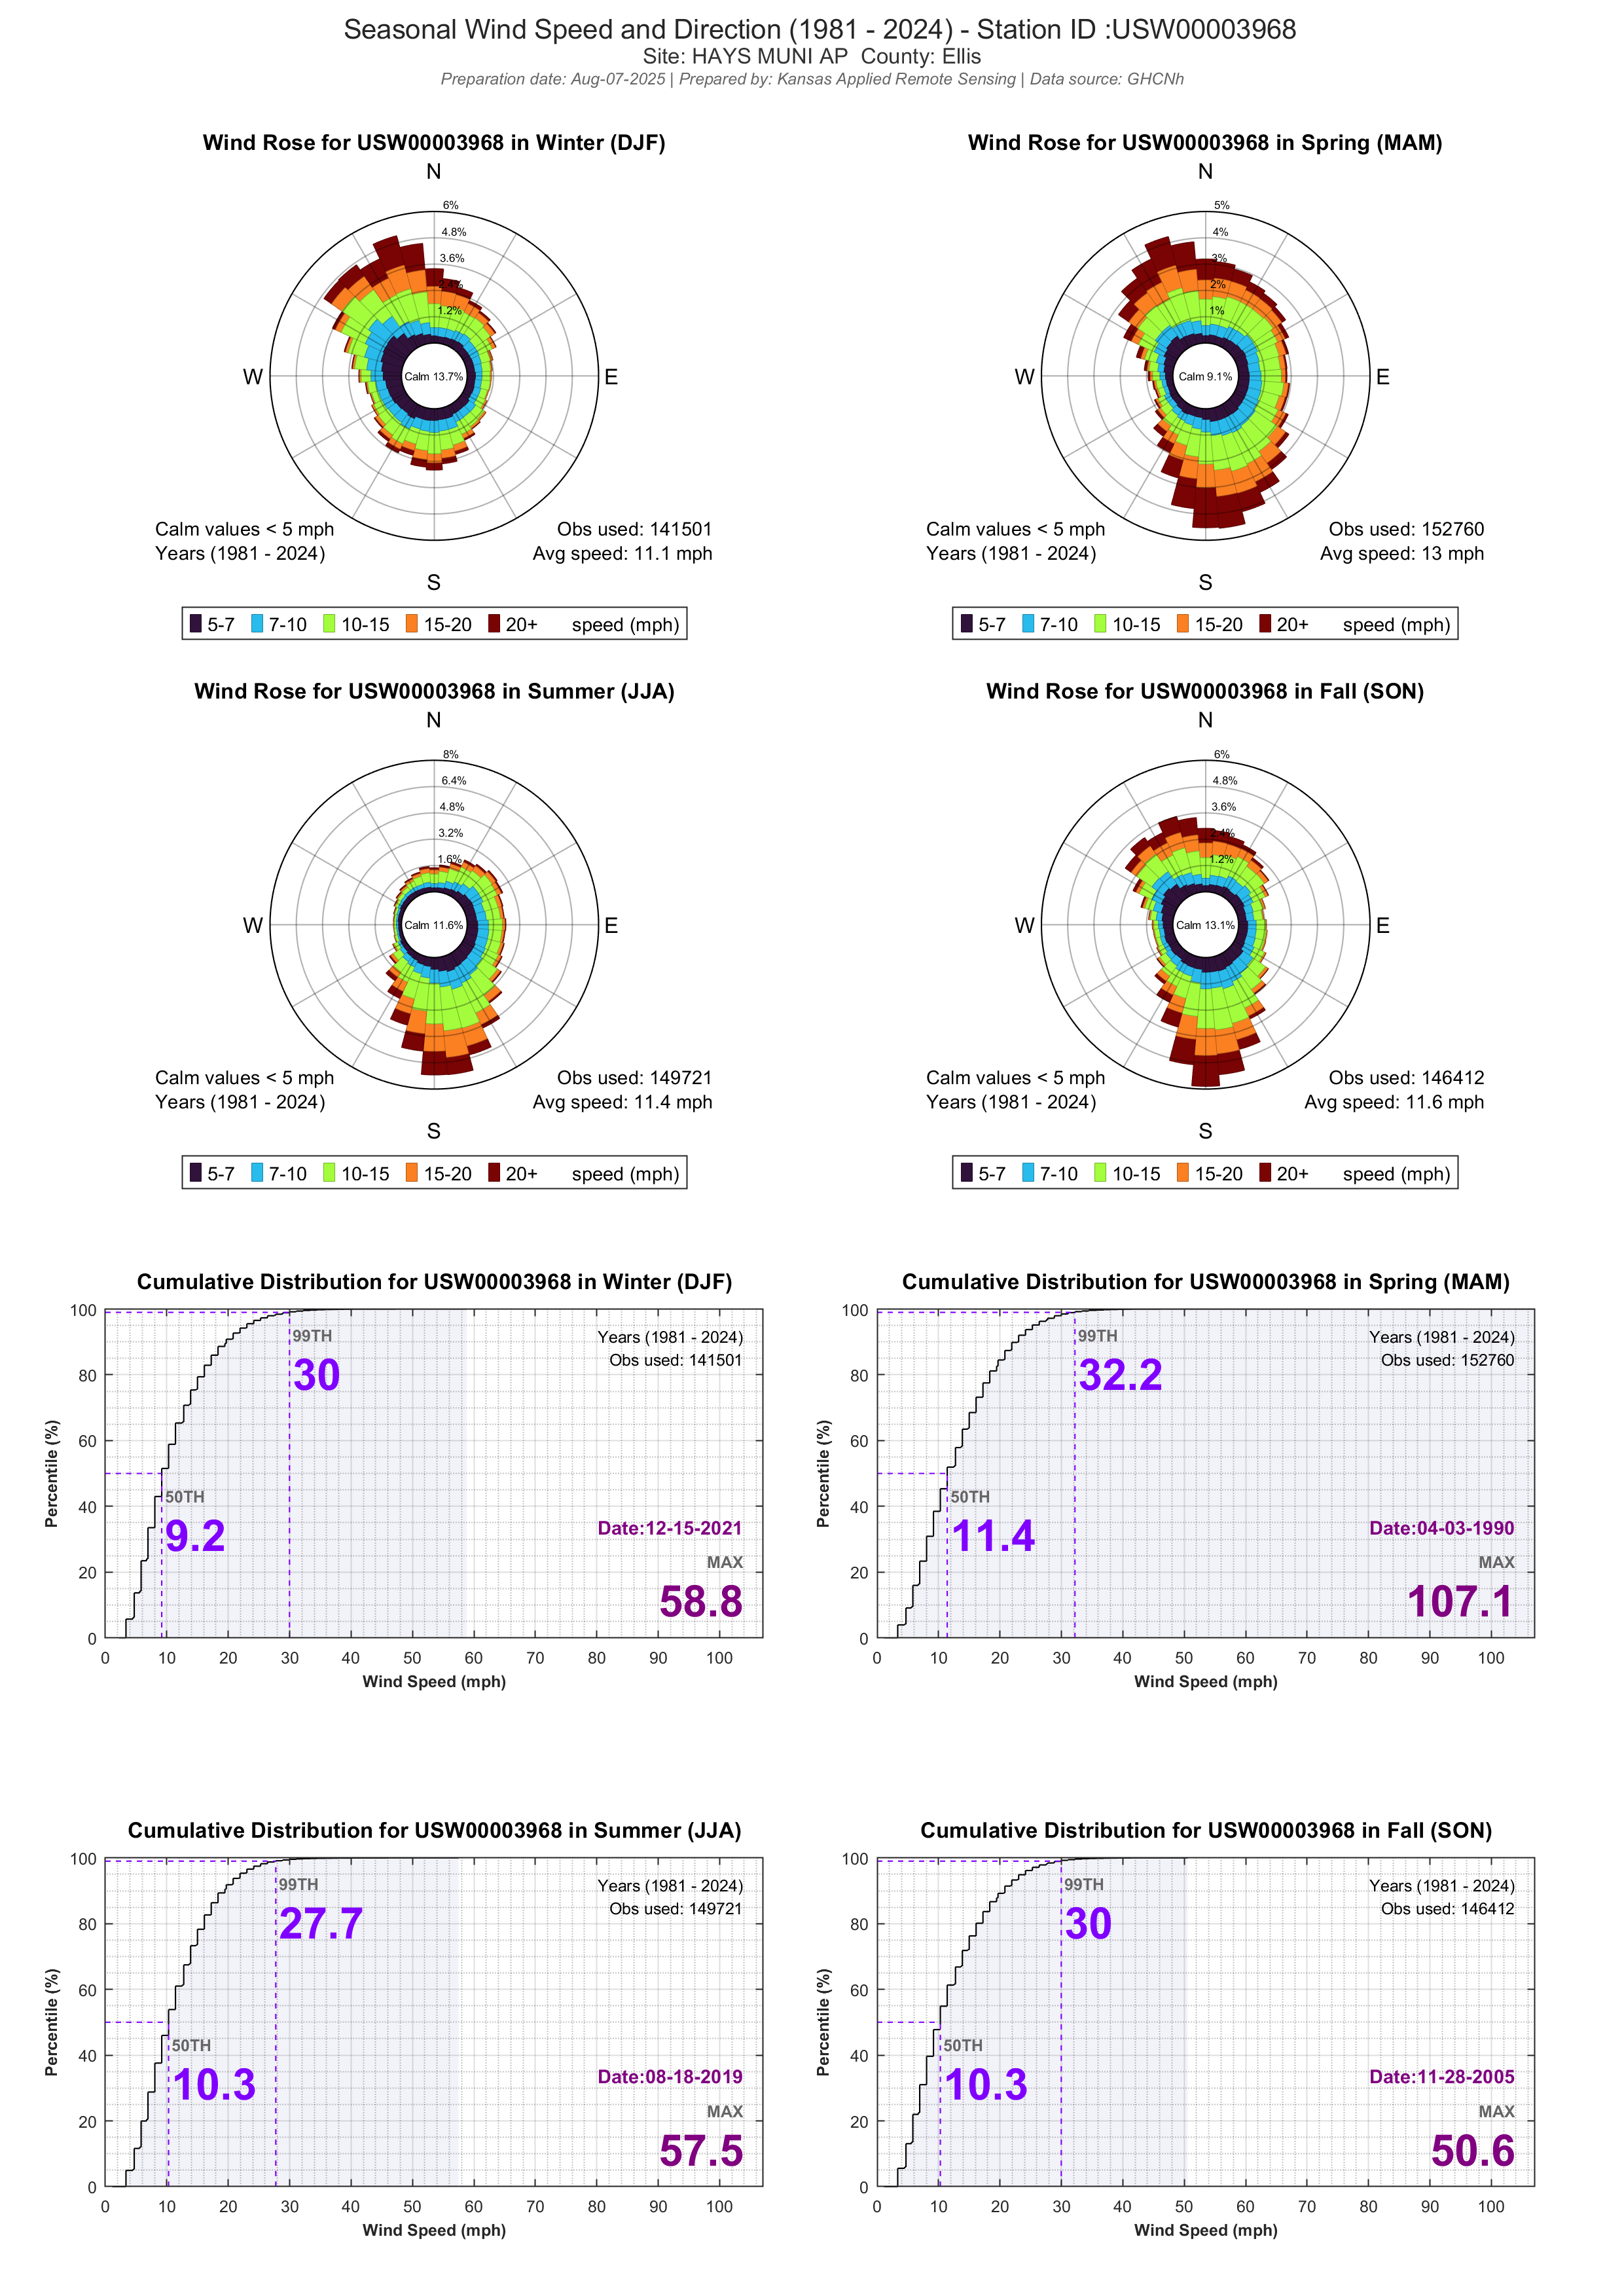 Seasonal Wind Speed and Direction (1981 - 2024) - Station ID :USW00003968
Site: HAYS MUNI AP  County: Ellis
Preparation date: Aug-07-2025 | Prepared by: Kansas Applied Remote Sensing | Data source: GHCNh
Wind Rose for USW00003968 in Winter (DJF)
N
6%
4.8%
3.6%
2.4%
1.2%
W
Calm 13.7%
E
Calm values < 5 mph
Years (1981 - 2024)
Obs used: 141501
Avg speed: 11.1 mph
S
5-7 7-10 10-15 15-20 20+ speed (mph)
Wind Rose for USW00003968 in Spring (MAM)
N
5%
4%
3%
2%
1%
W
Calm 9.1%
E
Calm values < 5 mph
Years (1981 - 2024)
Obs used: 152760
Avg speed: 13 mph
S
5-7 7-10 10-15 15-20 20+ speed (mph)
Wind Rose for USW00003968 in Summer (JJA)
N
8%
6.4%
4.8%
3.2%
1.6%
W
Calm 11.6%
E
Calm values < 5 mph
Years (1981 - 2024)
Obs used: 149721
Avg speed: 11.4 mph
S
5-7 7-10 10-15 15-20 20+ speed (mph)
Wind Rose for USW00003968 in Fall (SON)
N
6%
4.8%
3.6%
2.4%
1.2%
W
Calm 13.1%
E
Calm values < 5 mph
Years (1981 - 2024)
Obs used: 146412
Avg speed: 11.6 mph
S
5-7 7-10 10-15 15-20 20+ speed (mph)
Cumulative Distribution for USW00003968 in Winter (DJF)
100
80
60
40
20
0
Percentile (%)
99TH
30
50TH
9.2
Years (1981 - 2024)
Obs used: 141501
Date:12-15-2021
MAX
58.8
0 10 20 30 40 50 60 70 80 90 100
Wind Speed (mph)
Cumulative Distribution for USW00003968 in Spring (MAM)
100
80
60
40
20
0
Percentile (%)
99TH
32.2
50TH
11.4
Years (1981 - 2024)
Obs used: 152760
Date:04-03-1990
MAX
107.1
0 10 20 30 40 50 60 70 80 90 100
Wind Speed (mph)
Cumulative Distribution for USW00003968 in Summer (JJA)
100
80
60
40
20
0
Percentile (%)
99TH
27.7
50TH
10.3
Years (1981 - 2024)
Obs used: 149721
Date:08-18-2019
MAX
57.5
0 10 20 30 40 50 60 70 80 90 100
Wind Speed (mph)
Cumulative Distribution for USW00003968 in Fall (SON)
100
80
60
40
20
0
Percentile (%)
99TH
30
50TH
10.3
Years (1981 - 2024)
Obs used: 146412
Date:11-28-2005
MAX
50.6
0 10 20 30 40 50 60 70 80 90 100
Wind Speed (mph)